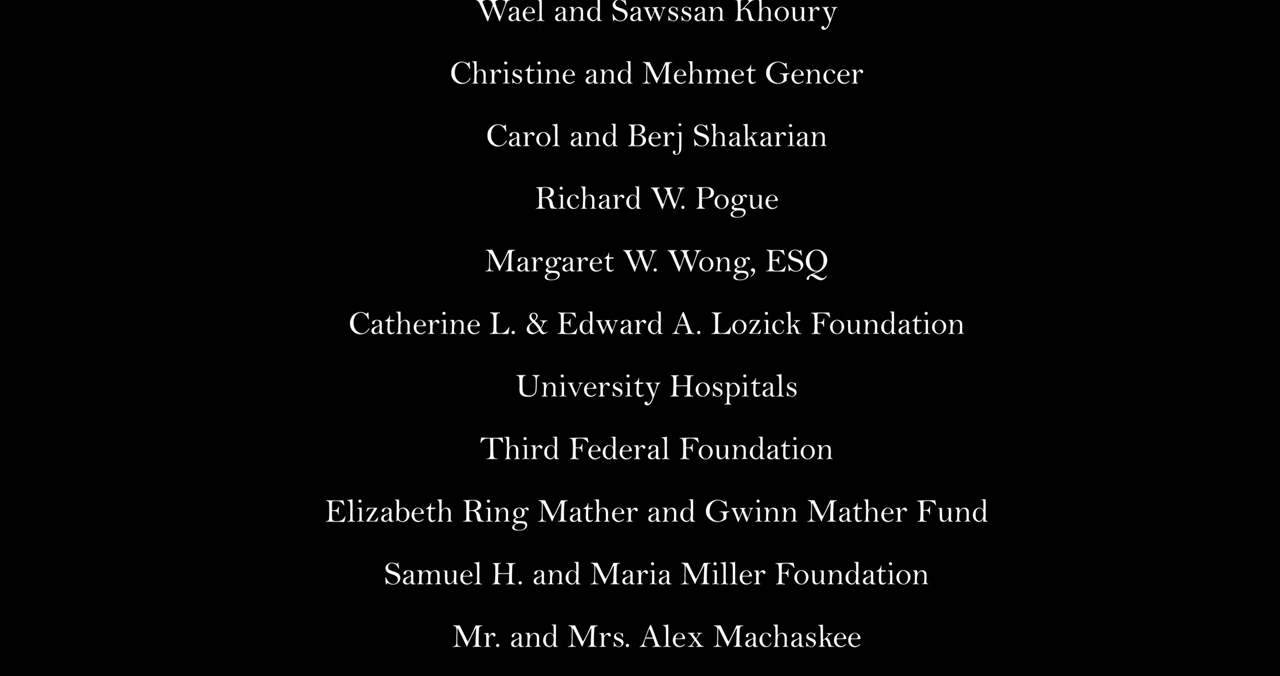 Wael and Sawssan Khoury
Christine and Mehmet Gencer
Carol and Berj Shakarian
Richard W. Pogue
Margaret W. Wong, ESQ
Catherine L. & Edward A. Lozick Foundation
University Hospitals
Third Federal Foundation
Elizabeth Ring Mather and Gwinn Mather Fund
Samuel H. and Maria Miller Foundation
Mr. and Mrs. Alex Machaskee